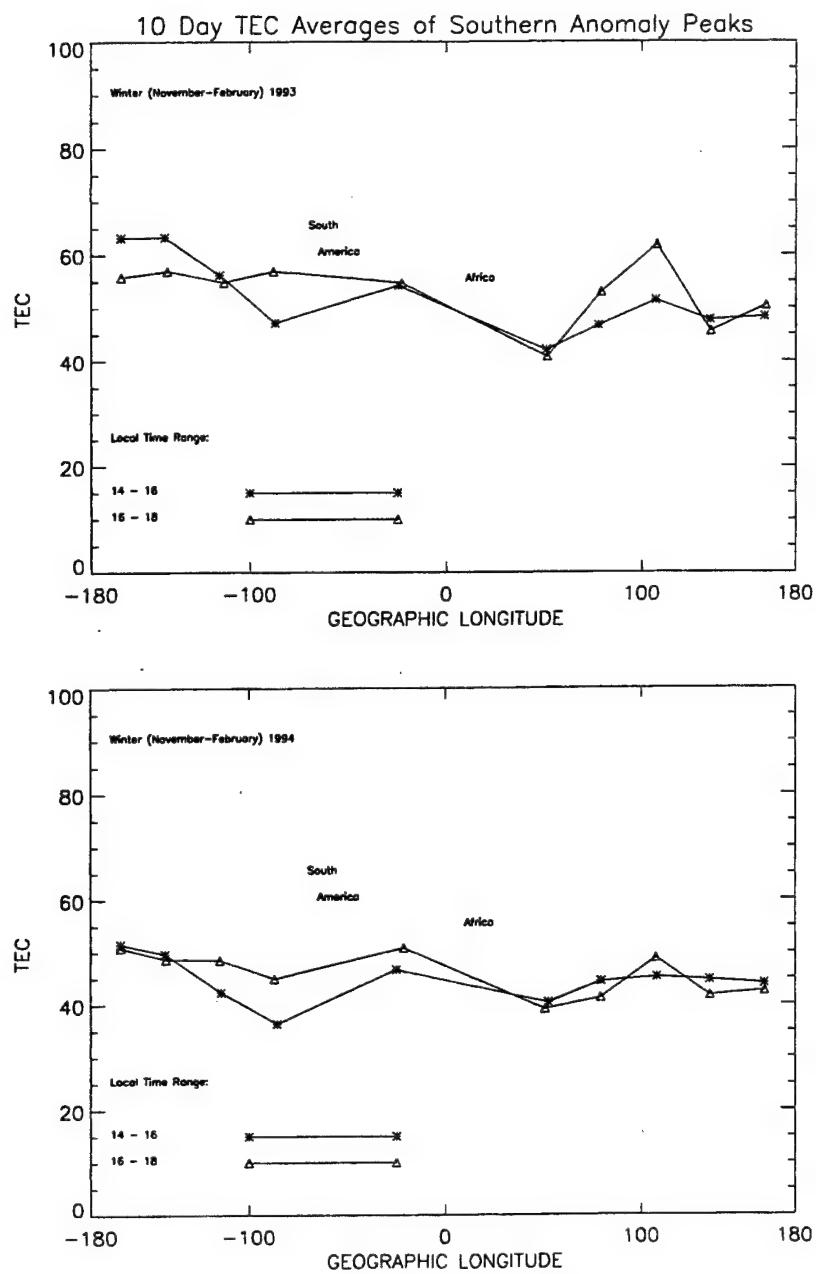 10 Day TEC Averages of Southern Anomaly Peaks
100
Winter (November-February) 1993
80
South
America
60
Africa
TEC
40
Local Time Range:
20
14 - 16
16 - 18
0
-180
-100
0
100
180
GEOGRAPHIC LONGITUDE
100
Winter (November-February) 1994
80
South
America
60
Africa
TEC
40
Local Time Range:
20
14 - 16
16 - 18
0
-180
-100
0
100
180
GEOGRAPHIC LONGITUDE